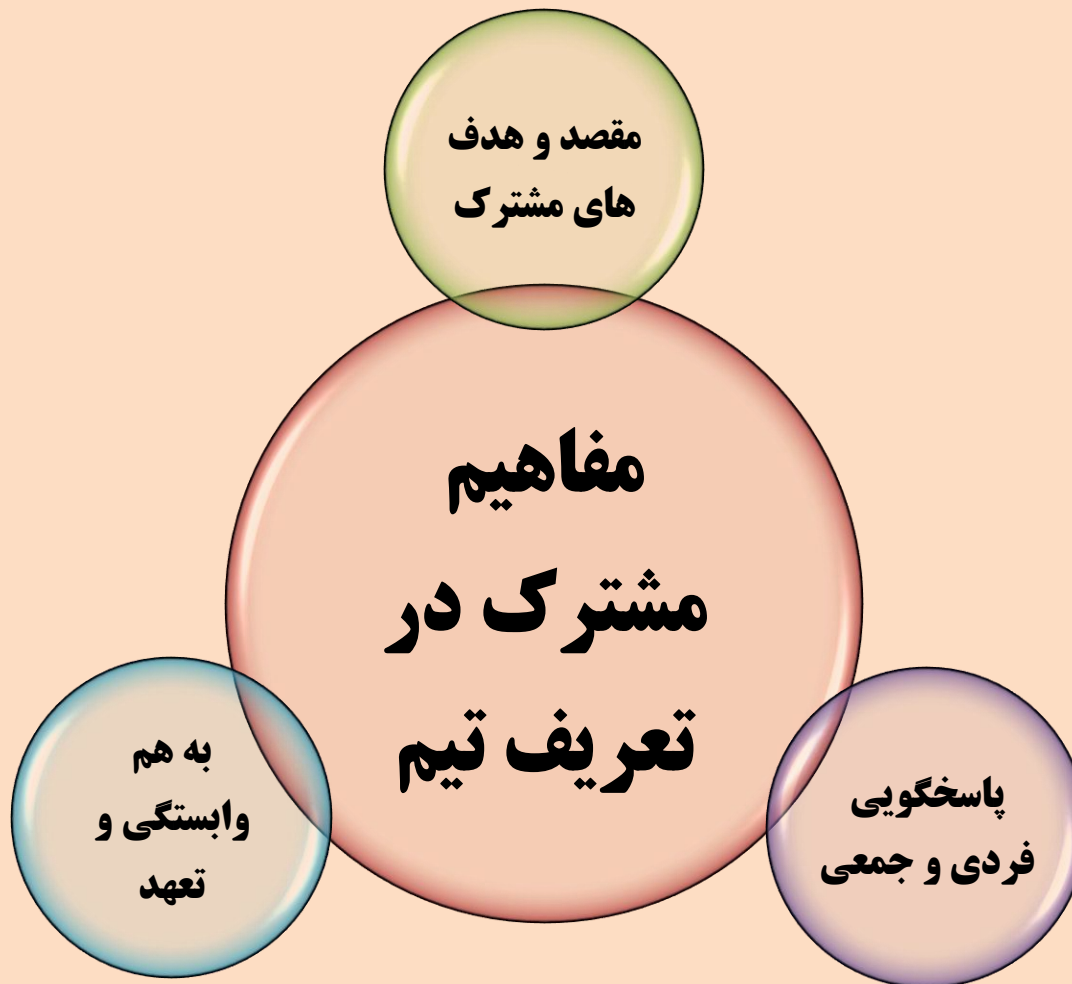 مقصد و هدف
های مشترک
مفاهیم
مشترک در
تعریف تیم
پاسخگویی
فردی و جمعی
به هم
وابستگی و
تعهد